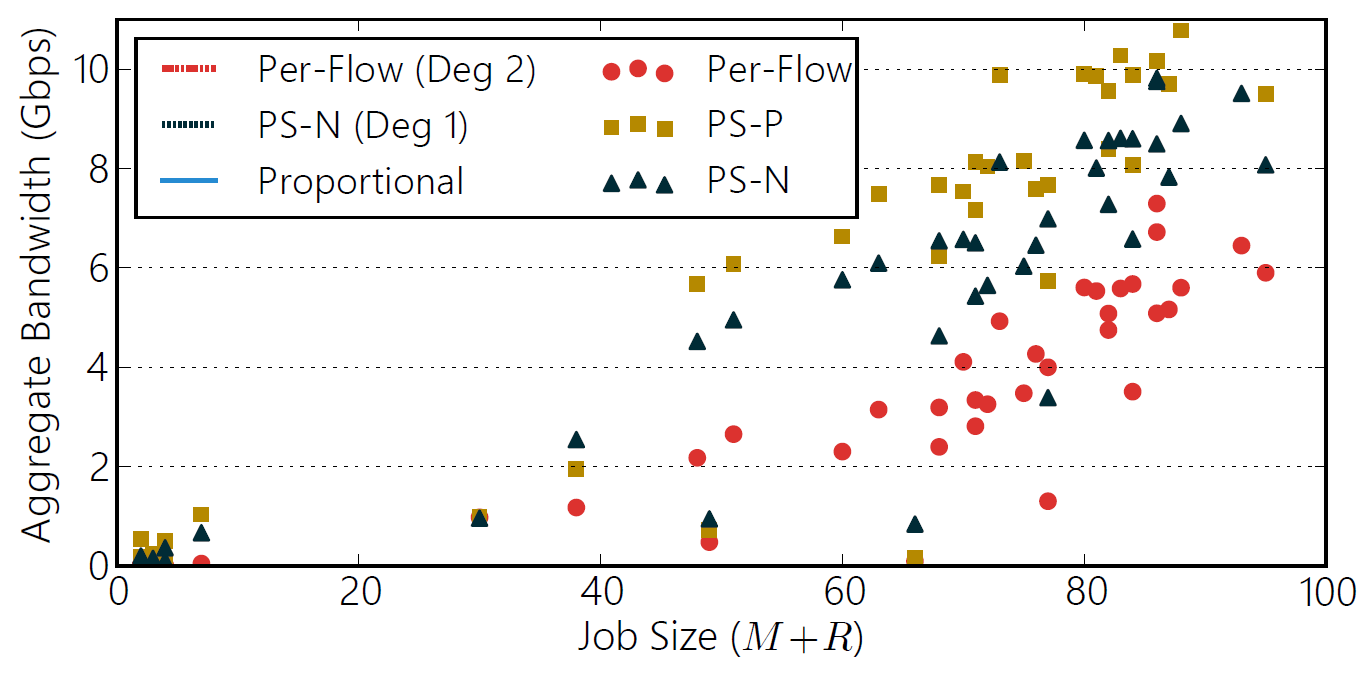 Aggregate Bandwidth (Gbps)
10
8
6
4
2
0
Per-Flow (Deg 2)
PS-N (Deg 1)
Proportional
Per-Flow
PS-P
PS-N
0 20 40 60 80 100
Job Size (M+R)